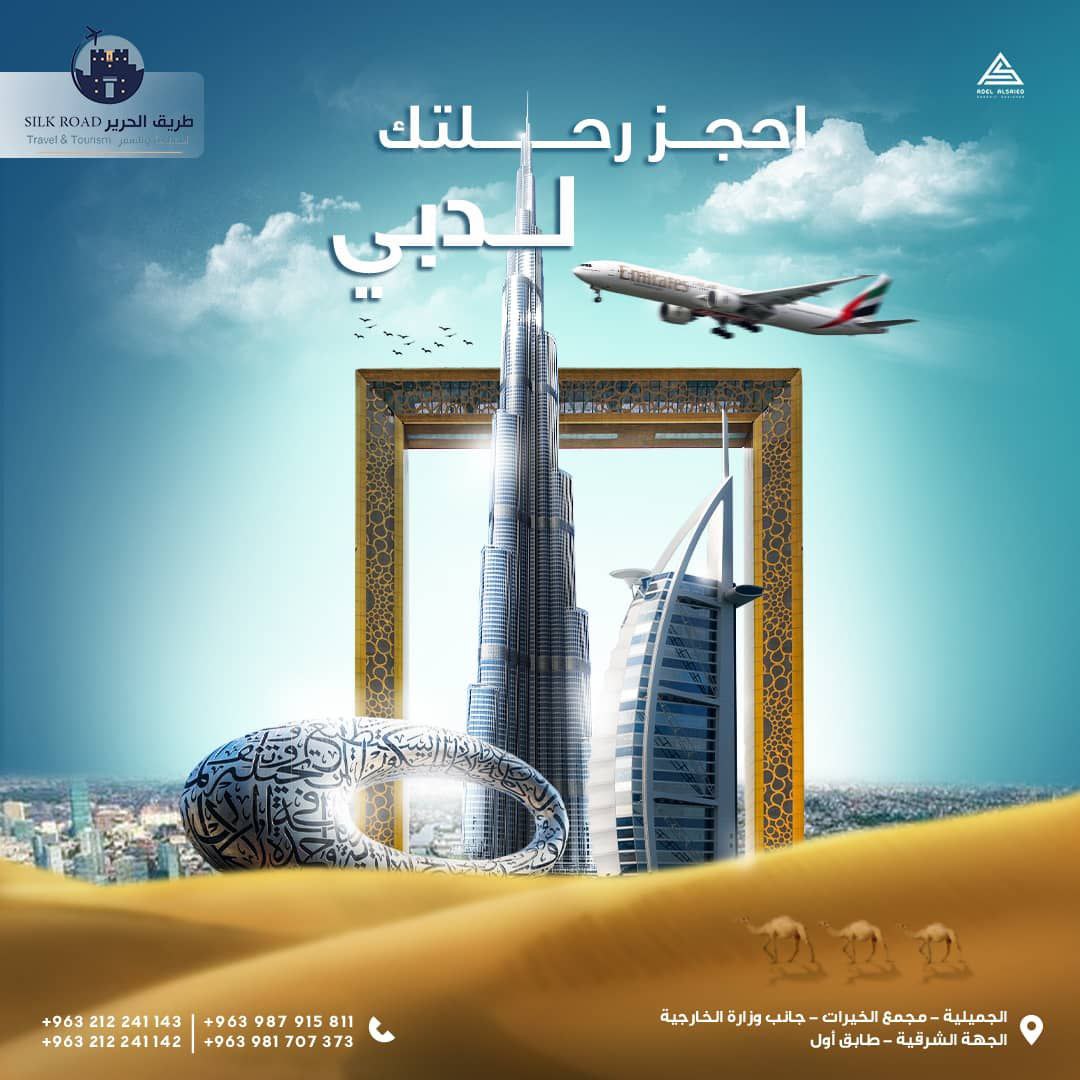 SILK ROAD طريق الحرير
Travel & Tourism للسياحة والسفر
ADEL ALSAIED
احجز رحلتك
لدبي
Emirates
الجميلية - مجمع الخيرات - جانب وزارة الخارجية
الجهة الشرقية - طابق أول
+963 212 241 143 | +963 987 915 811
+963 212 241 142 | +963 981 707 373